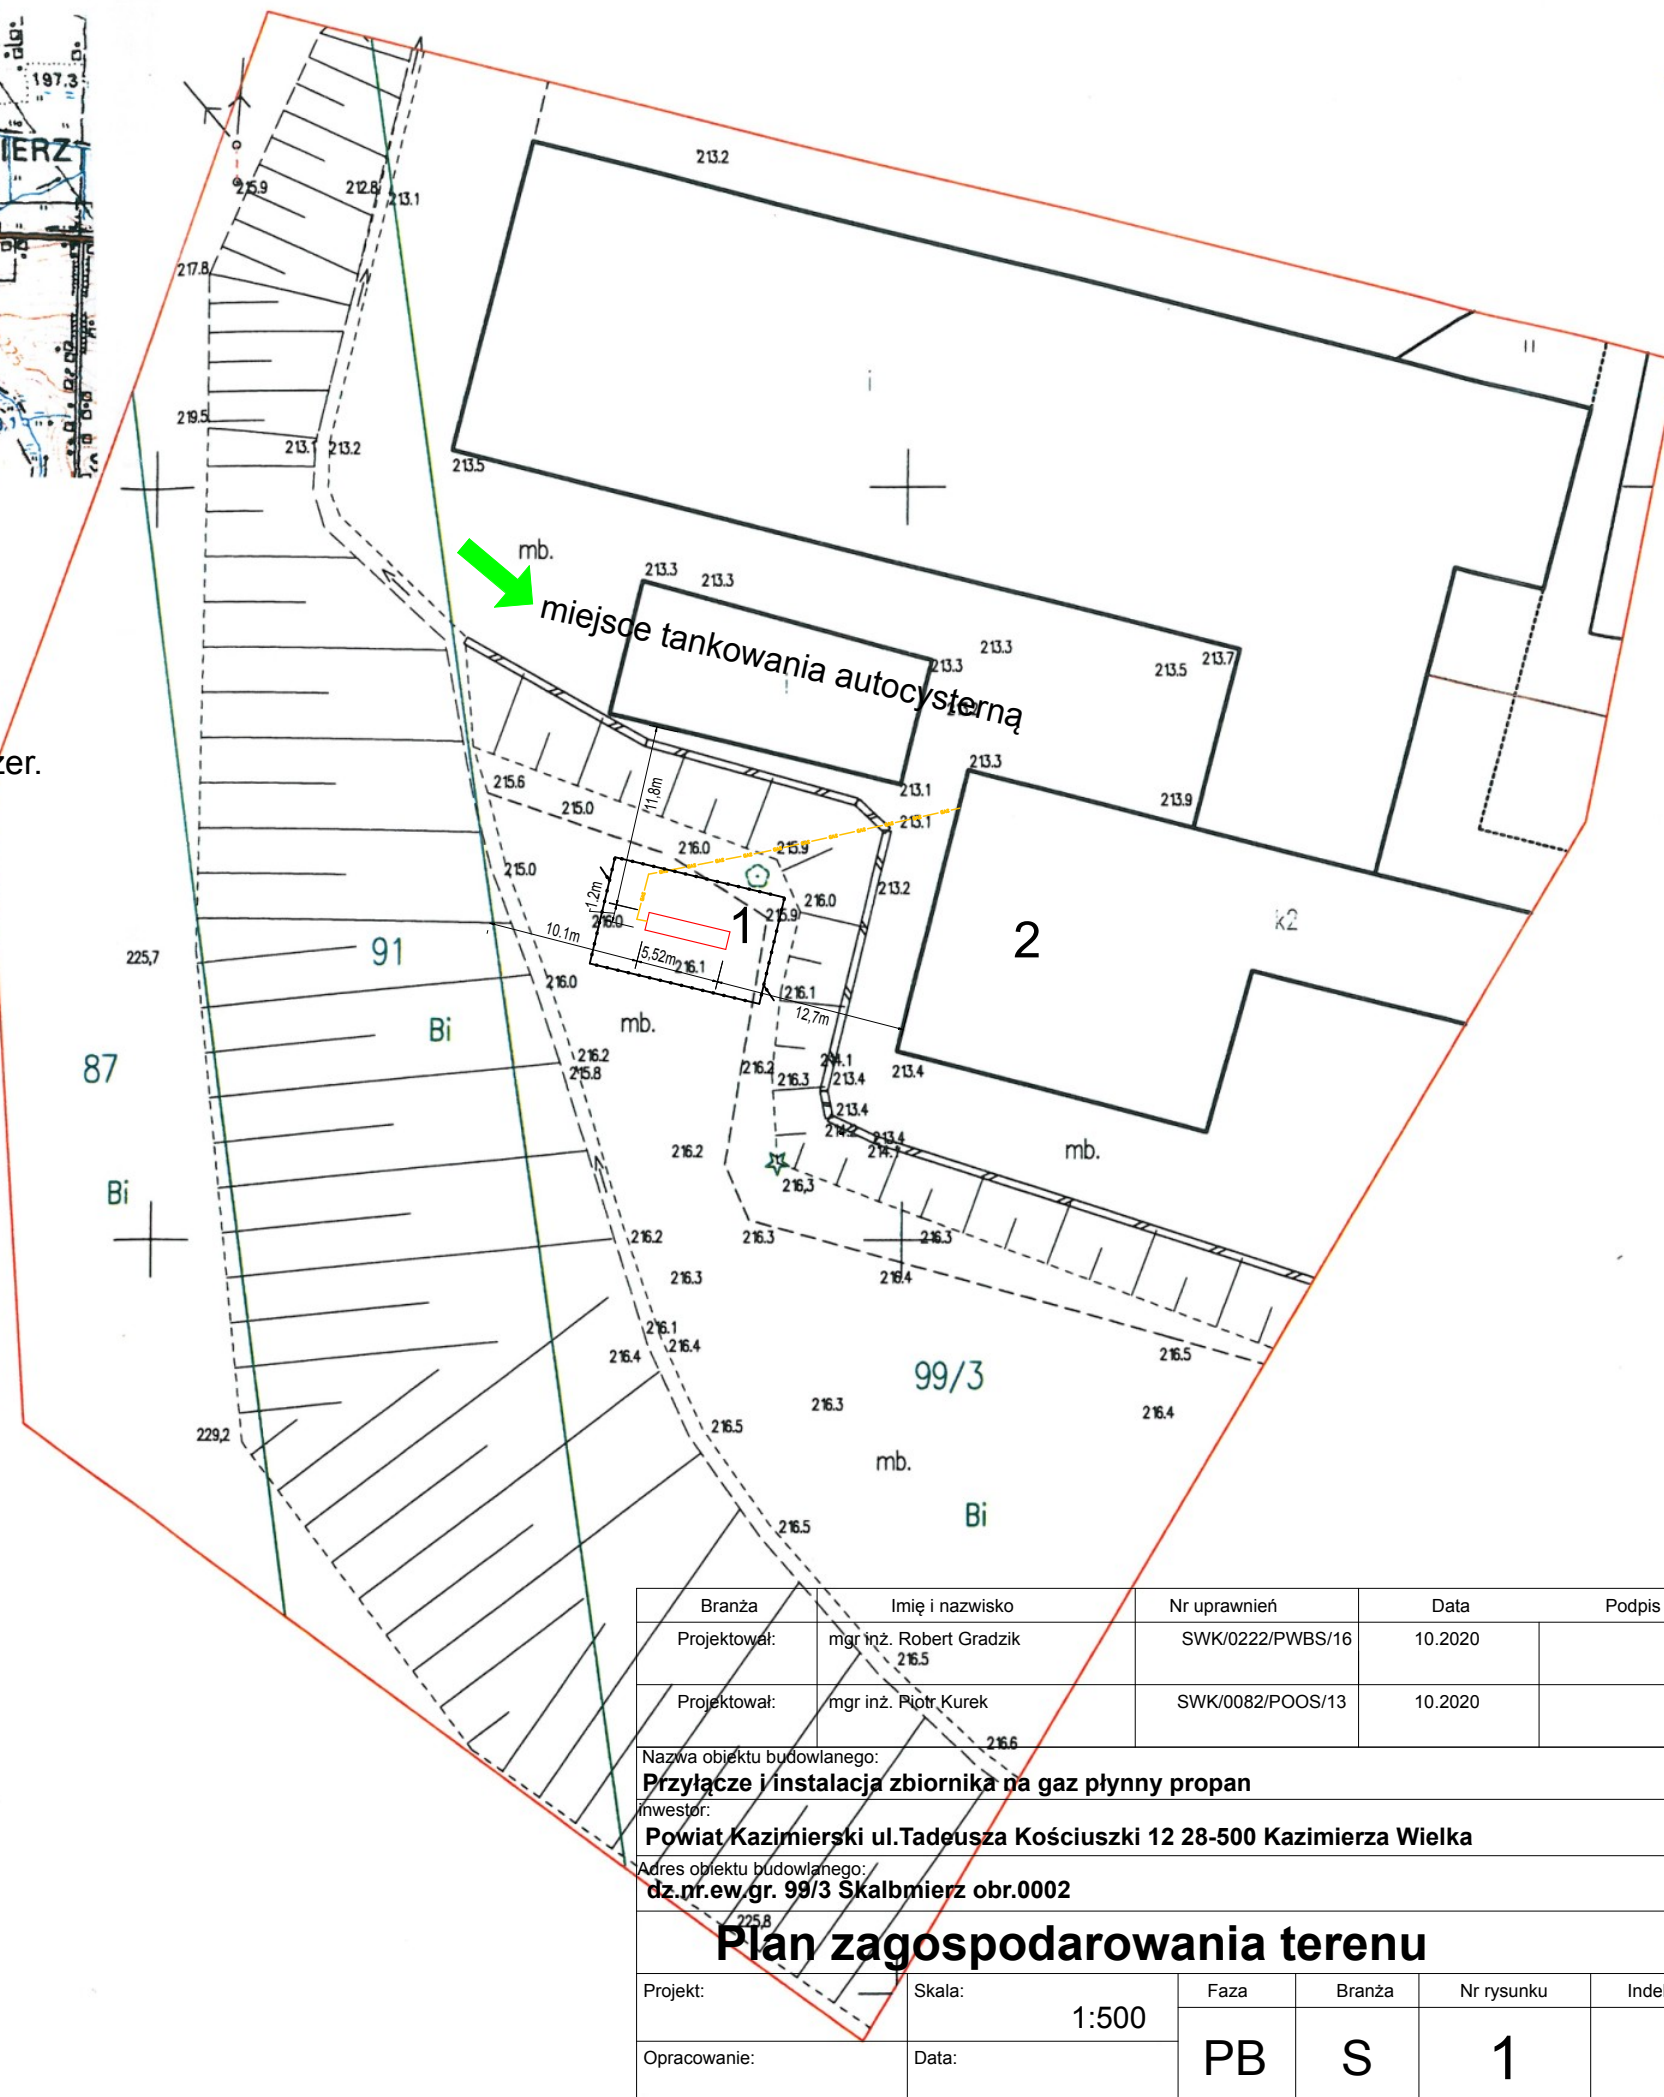 197.3
IERZ
213.2
215.9
212.8
213.1
217.8
219.5
213.1
213.2
213.5
i
mb.
213.3
213.3
miejsce tankowania autocysterną
213.3
213.3
213.5
213.7
zer.
215.6
215.0
11,8m
213.3
213.1
213.9
213.1
216.0
215.9
215.0
1.2m
216.0
213.2
216.0
215.9
1
2
k2
10.1m
5,52m
216.1
225,7
91
216.0
216.1
12,7m
mb.
Bi
87
216.2
215.8
216.2
216.3
214.1
213.4
213.4
213.4
214.2
213.4
214.1
216.2
mb.
Bi
216,3
216.2
216.3
216.3
216.3
216.4
216.1
216.4
216.4
216.5
99/3
216.3
216.4
229,2
216.5
mb.
Bi
216.5
Branża Imię i nazwisko Nr uprawnień Data Podpis
Projektował: mgr inż. Robert Gradzik SWK/0222/PWBS/16 10.2020
216.5
Projektował: mgr inż. Piotr Kurek SWK/0082/POOS/13 10.2020
216.6
Nazwa obiektu budowlanego:
Przyłącze i instalacja zbiornika na gaz płynny propan
inwestor:
Powiat Kazimierski ul.Tadeusza Kościuszki 12 28-500 Kazimierza Wielka
Adres obiektu budowlanego:
dz.nr.ew.gr. 99/3 Skalbmierz obr.0002
225,8
Plan zagospodarowania terenu
Projekt: Skala: Faza Branża Nr rysunku
1:500
PB S 1
Opracowanie: Data: